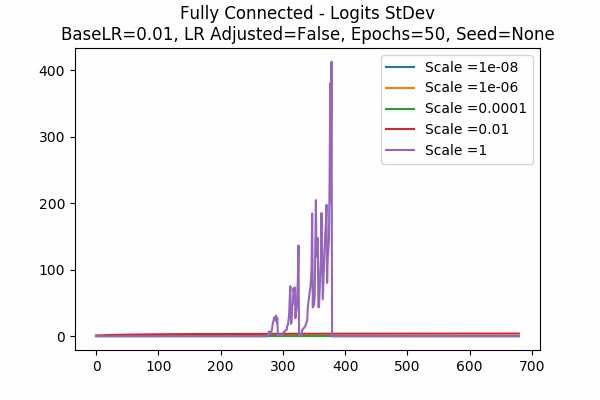 Fully Connected - Logits StDev
BaseLR=0.01, LR Adjusted=False, Epochs=50, Seed=None
400
300
200
100
0
Scale =1e-08
Scale =1e-06
Scale =0.0001
Scale =0.01
Scale =1
0 100 200 300 400 500 600 700